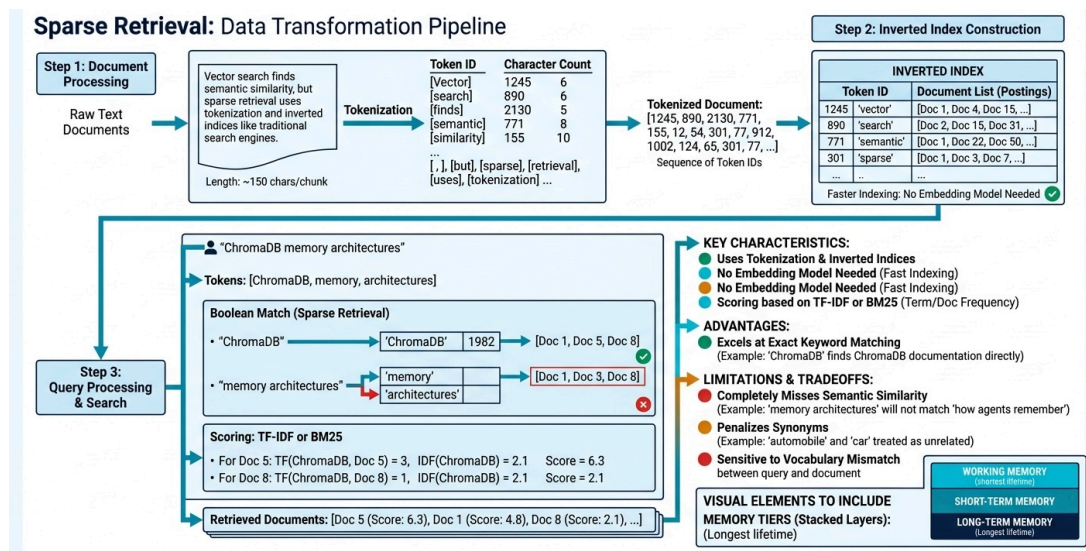 Sparse Retrieval: Data Transformation Pipeline
Step 1: Document
Processing
Raw Text
Documents
Vector search finds
semantic similarity, but
sparse retrieval uses
tokenization and inverted
indices like traditional
search engines.
Length: ~150 chars/chunk
Tokenization
Token ID Character Count
[Vector] 1245 6
[search] 890 6
[finds] 2130 5
[semantic] 771 8
[similarity] 155 10
...
[ , ], [but], [sparse], [retrieval],
[uses], [tokenization] ...
Tokenized Document:
[1245, 890, 2130, 771,
155, 12, 54, 301, 77, 912,
1002, 124, 65, 301, 77, ...]
Sequence of Token IDs
Step 2: Inverted Index Construction
INVERTED INDEX
Token ID Document List (Postings)
1245 'vector' [Doc 1, Doc 4, Doc 15, ...]
890 'search' [Doc 2, Doc 15, Doc 31, ...]
771 'semantic' [Doc 1, Doc 22, Doc 50, ...]
301 'sparse' [Doc 1, Doc 3, Doc 7, ...]
... .. ...
Faster Indexing: No Embedding Model Needed
Step 3:
Query Processing
& Search
"ChromaDB memory architectures"
Tokens: [ChromaDB, memory, architectures]
Boolean Match (Sparse Retrieval)
• "ChromaDB"
'ChromaDB' 1982
[Doc 1, Doc 5, Doc 8]
• "memory architectures"
'memory'
'architectures'
[Doc 1, Doc 3, Doc 8]
Scoring: TF-IDF or BM25
• For Doc 5: TF(ChromaDB, Doc 5) = 3, IDF(ChromaDB) = 2.1 Score = 6.3
• For Doc 8: TF(ChromaDB, Doc 8) = 1, IDF(ChromaDB) = 2.1 Score = 2.1
Retrieved Documents: [Doc 5 (Score: 6.3), Doc 1 (Score: 4.8), Doc 8 (Score: 2.1), ...]
KEY CHARACTERISTICS:
Uses Tokenization & Inverted Indices
No Embedding Model Needed (Fast Indexing)
No Embedding Model Needed (Fast Indexing)
Scoring based on TF-IDF or BM25 (Term/Doc Frequency)
ADVANTAGES:
Excels at Exact Keyword Matching
(Example: 'ChromaDB' finds ChromaDB documentation directly)
LIMITATIONS & TRADEOFFS:
Completely Misses Semantic Similarity
(Example: 'memory architectures' will not match 'how agents remember')
Penalizes Synonyms
(Example: 'automobile' and 'car' treated as unrelated)
Sensitive to Vocabulary Mismatch
between query and document
VISUAL ELEMENTS TO INCLUDE
MEMORY TIERS (Stacked Layers):
(Longest lifetime)
WORKING MEMORY
(shortest lifetime)
SHORT-TERM MEMORY
LONG-TERM MEMORY
(Longest lifetime)